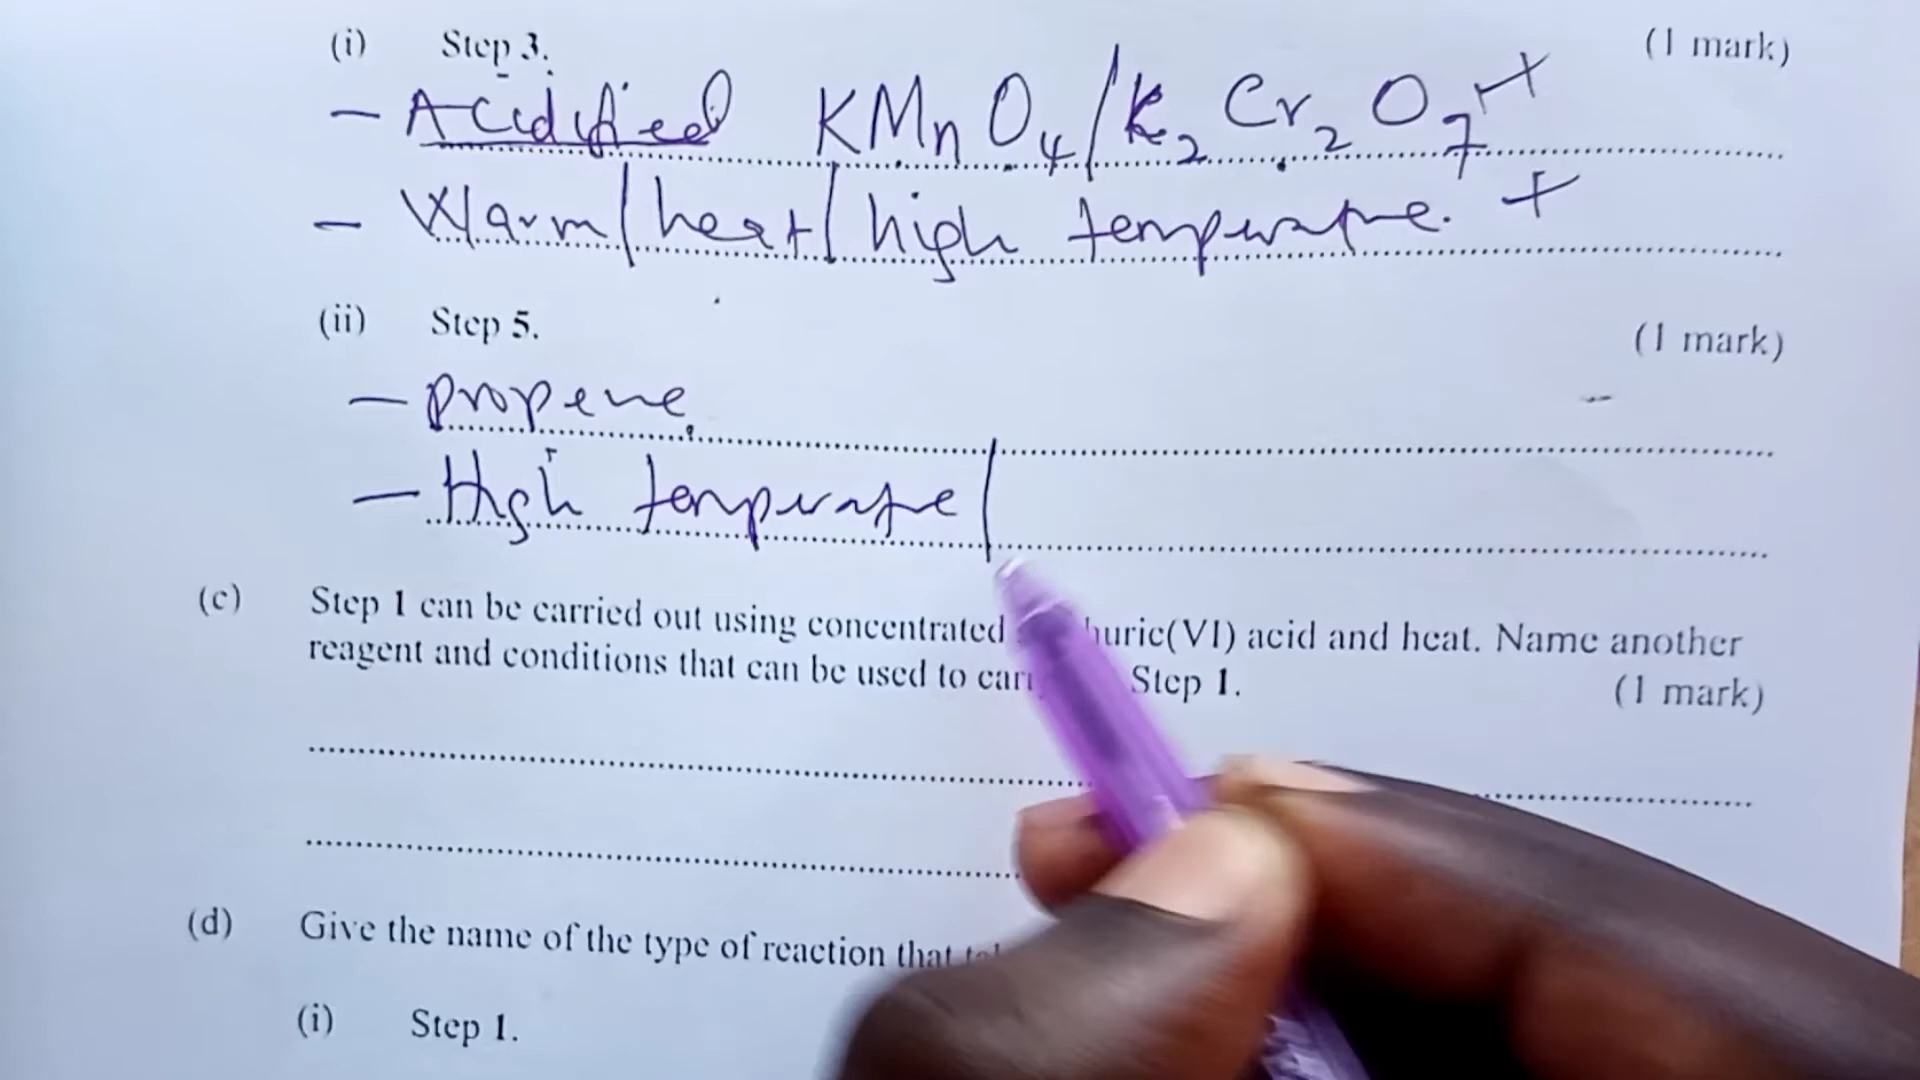 (i) Step 3. (1 mark)
- Acidified KMnO4/K2Cr2O7
- Warm/heat/high temperature.
(ii) Step 5. (1 mark)
- propene
- High temperature/
(c) Step 1 can be carried out using concentrated (VI) acid and heat. Name another
reagent and conditions that can be used to Step 1. (1 mark)
(d) Give the name of the type of reaction that
(i) Step 1.